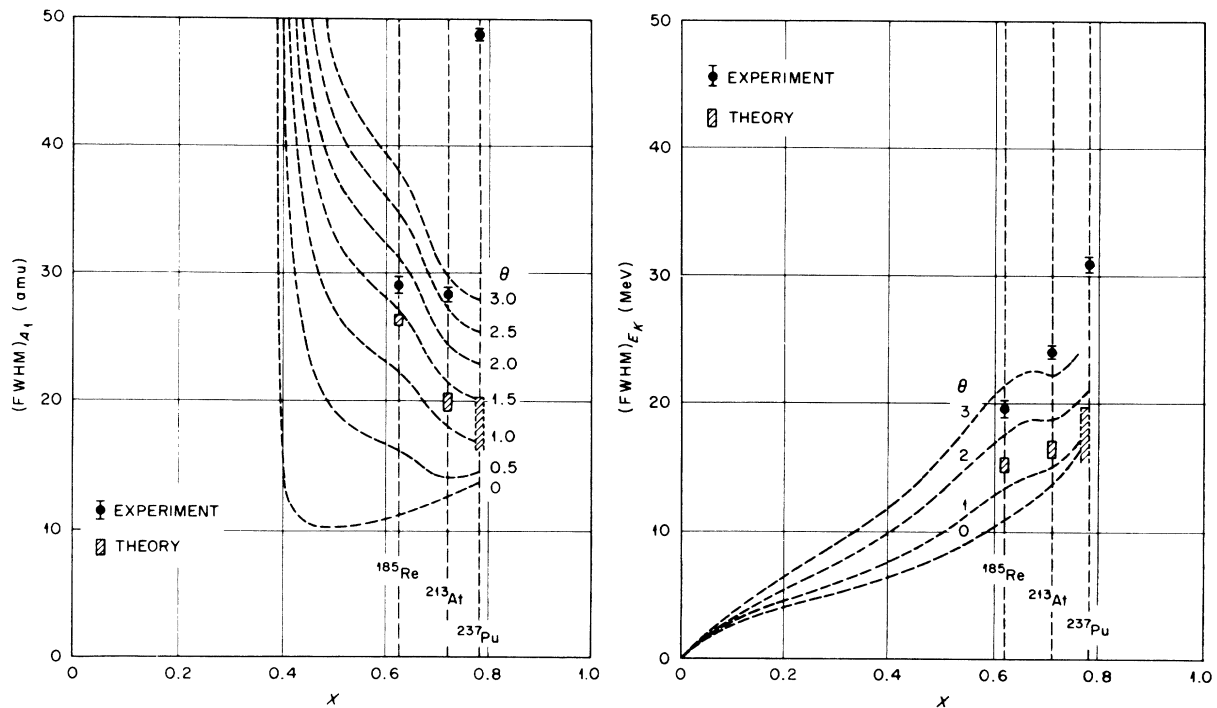 50
40
30
20
10
0
(FWHM)A1 (amu)
θ
3.0
2.5
2.0
1.5
1.0
0.5
0
EXPERIMENT
THEORY
185Re
213At
237Pu
0
0.2
0.4
0.6
0.8
1.0
X
50
40
30
20
10
0
(FWHM)EK (MeV)
EXPERIMENT
THEORY
θ
3
2
1
0
185Re
213At
237Pu
0
0.2
0.4
0.6
0.8
1.0
X